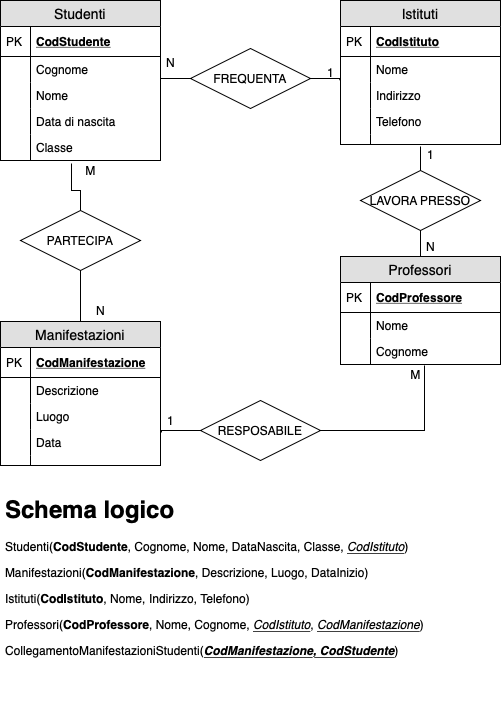 Studenti
PK CodStudente
Cognome
Nome
Data di nascita
Classe
N
FREQUENTA
1
Istituti
PK CodIstituto
Nome
Indirizzo
Telefono
M
PARTECIPA
N
1
LAVORA PRESSO
N
Professori
PK CodProfessore
Nome
Cognome
M
Manifestazioni
PK CodManifestazione
Descrizione
Luogo
Data
1
RESPOSABILE
Schema logico
Studenti(CodStudente, Cognome, Nome, DataNascita, Classe, CodIstituto)
Manifestazioni(CodManifestazione, Descrizione, Luogo, DataInizio)
Istituti(CodIstituto, Nome, Indirizzo, Telefono)
Professori(CodProfessore, Nome, Cognome, CodIstituto, CodManifestazione)
CollegamentoManifestazioniStudenti(CodManifestazione, CodStudente)